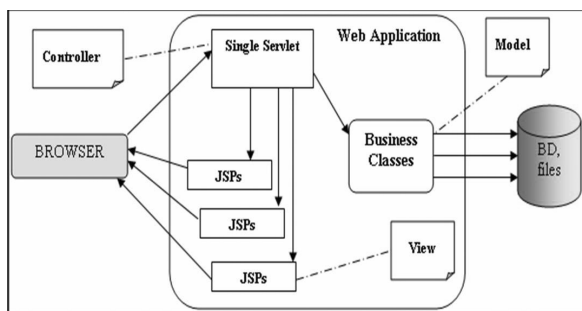 Web Application
Model
Controller
Single Servlet
BROWSER
Business
Classes
BD,
files
JSPs
JSPs
View
JSPs